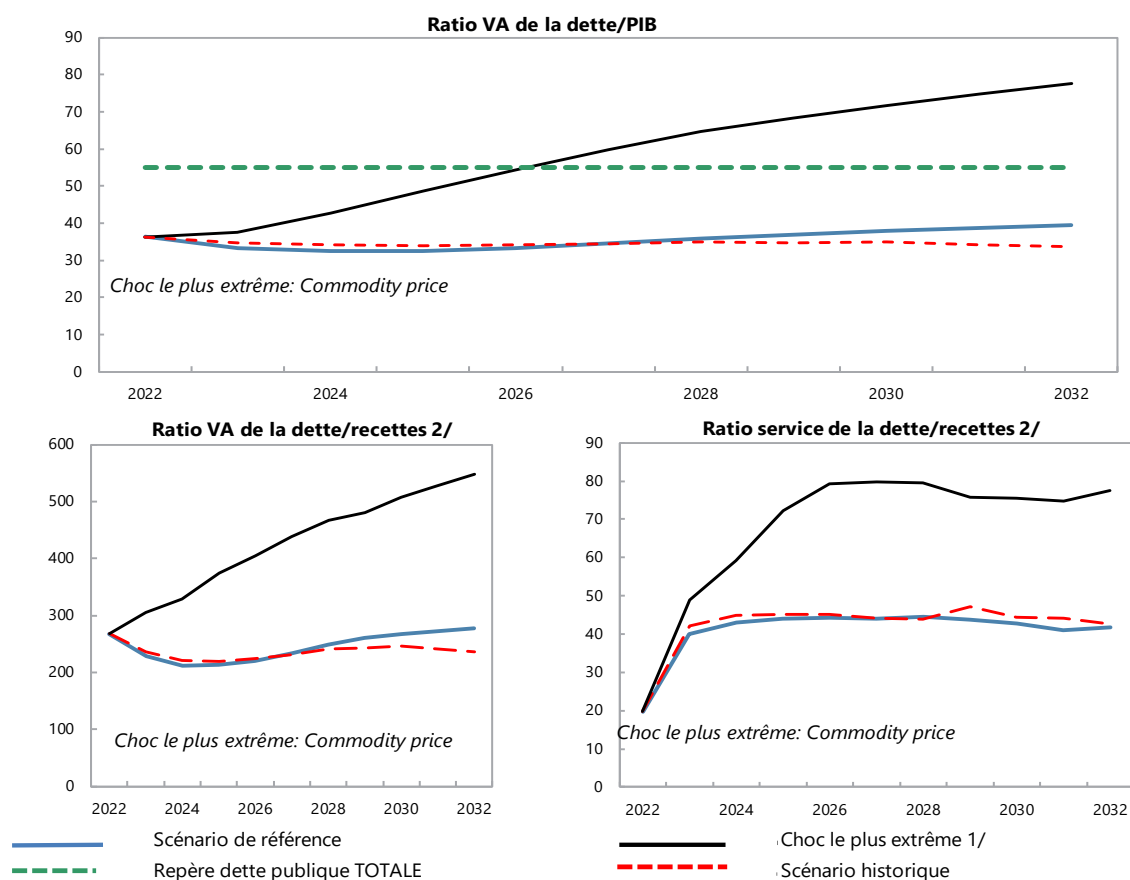 Ratio VA de la dette/PIB
90
80
70
60
50
40
30
20
10
0
Choc le plus extrême: Commodity price
2022 2024 2026 2028 2030 2032
Ratio VA de la dette/recettes 2/
600
500
400
300
200
100
0
Choc le plus extrême: Commodity price
2022 2024 2026 2028 2030 2032
Ratio service de la dette/recettes 2/
90
80
70
60
50
40
30
20
10
0
Choc le plus extrême: Commodity price
2022 2024 2026 2028 2030 2032
Scénario de référence
Choc le plus extrême 1/
Repère dette publique TOTALE
Scénario historique